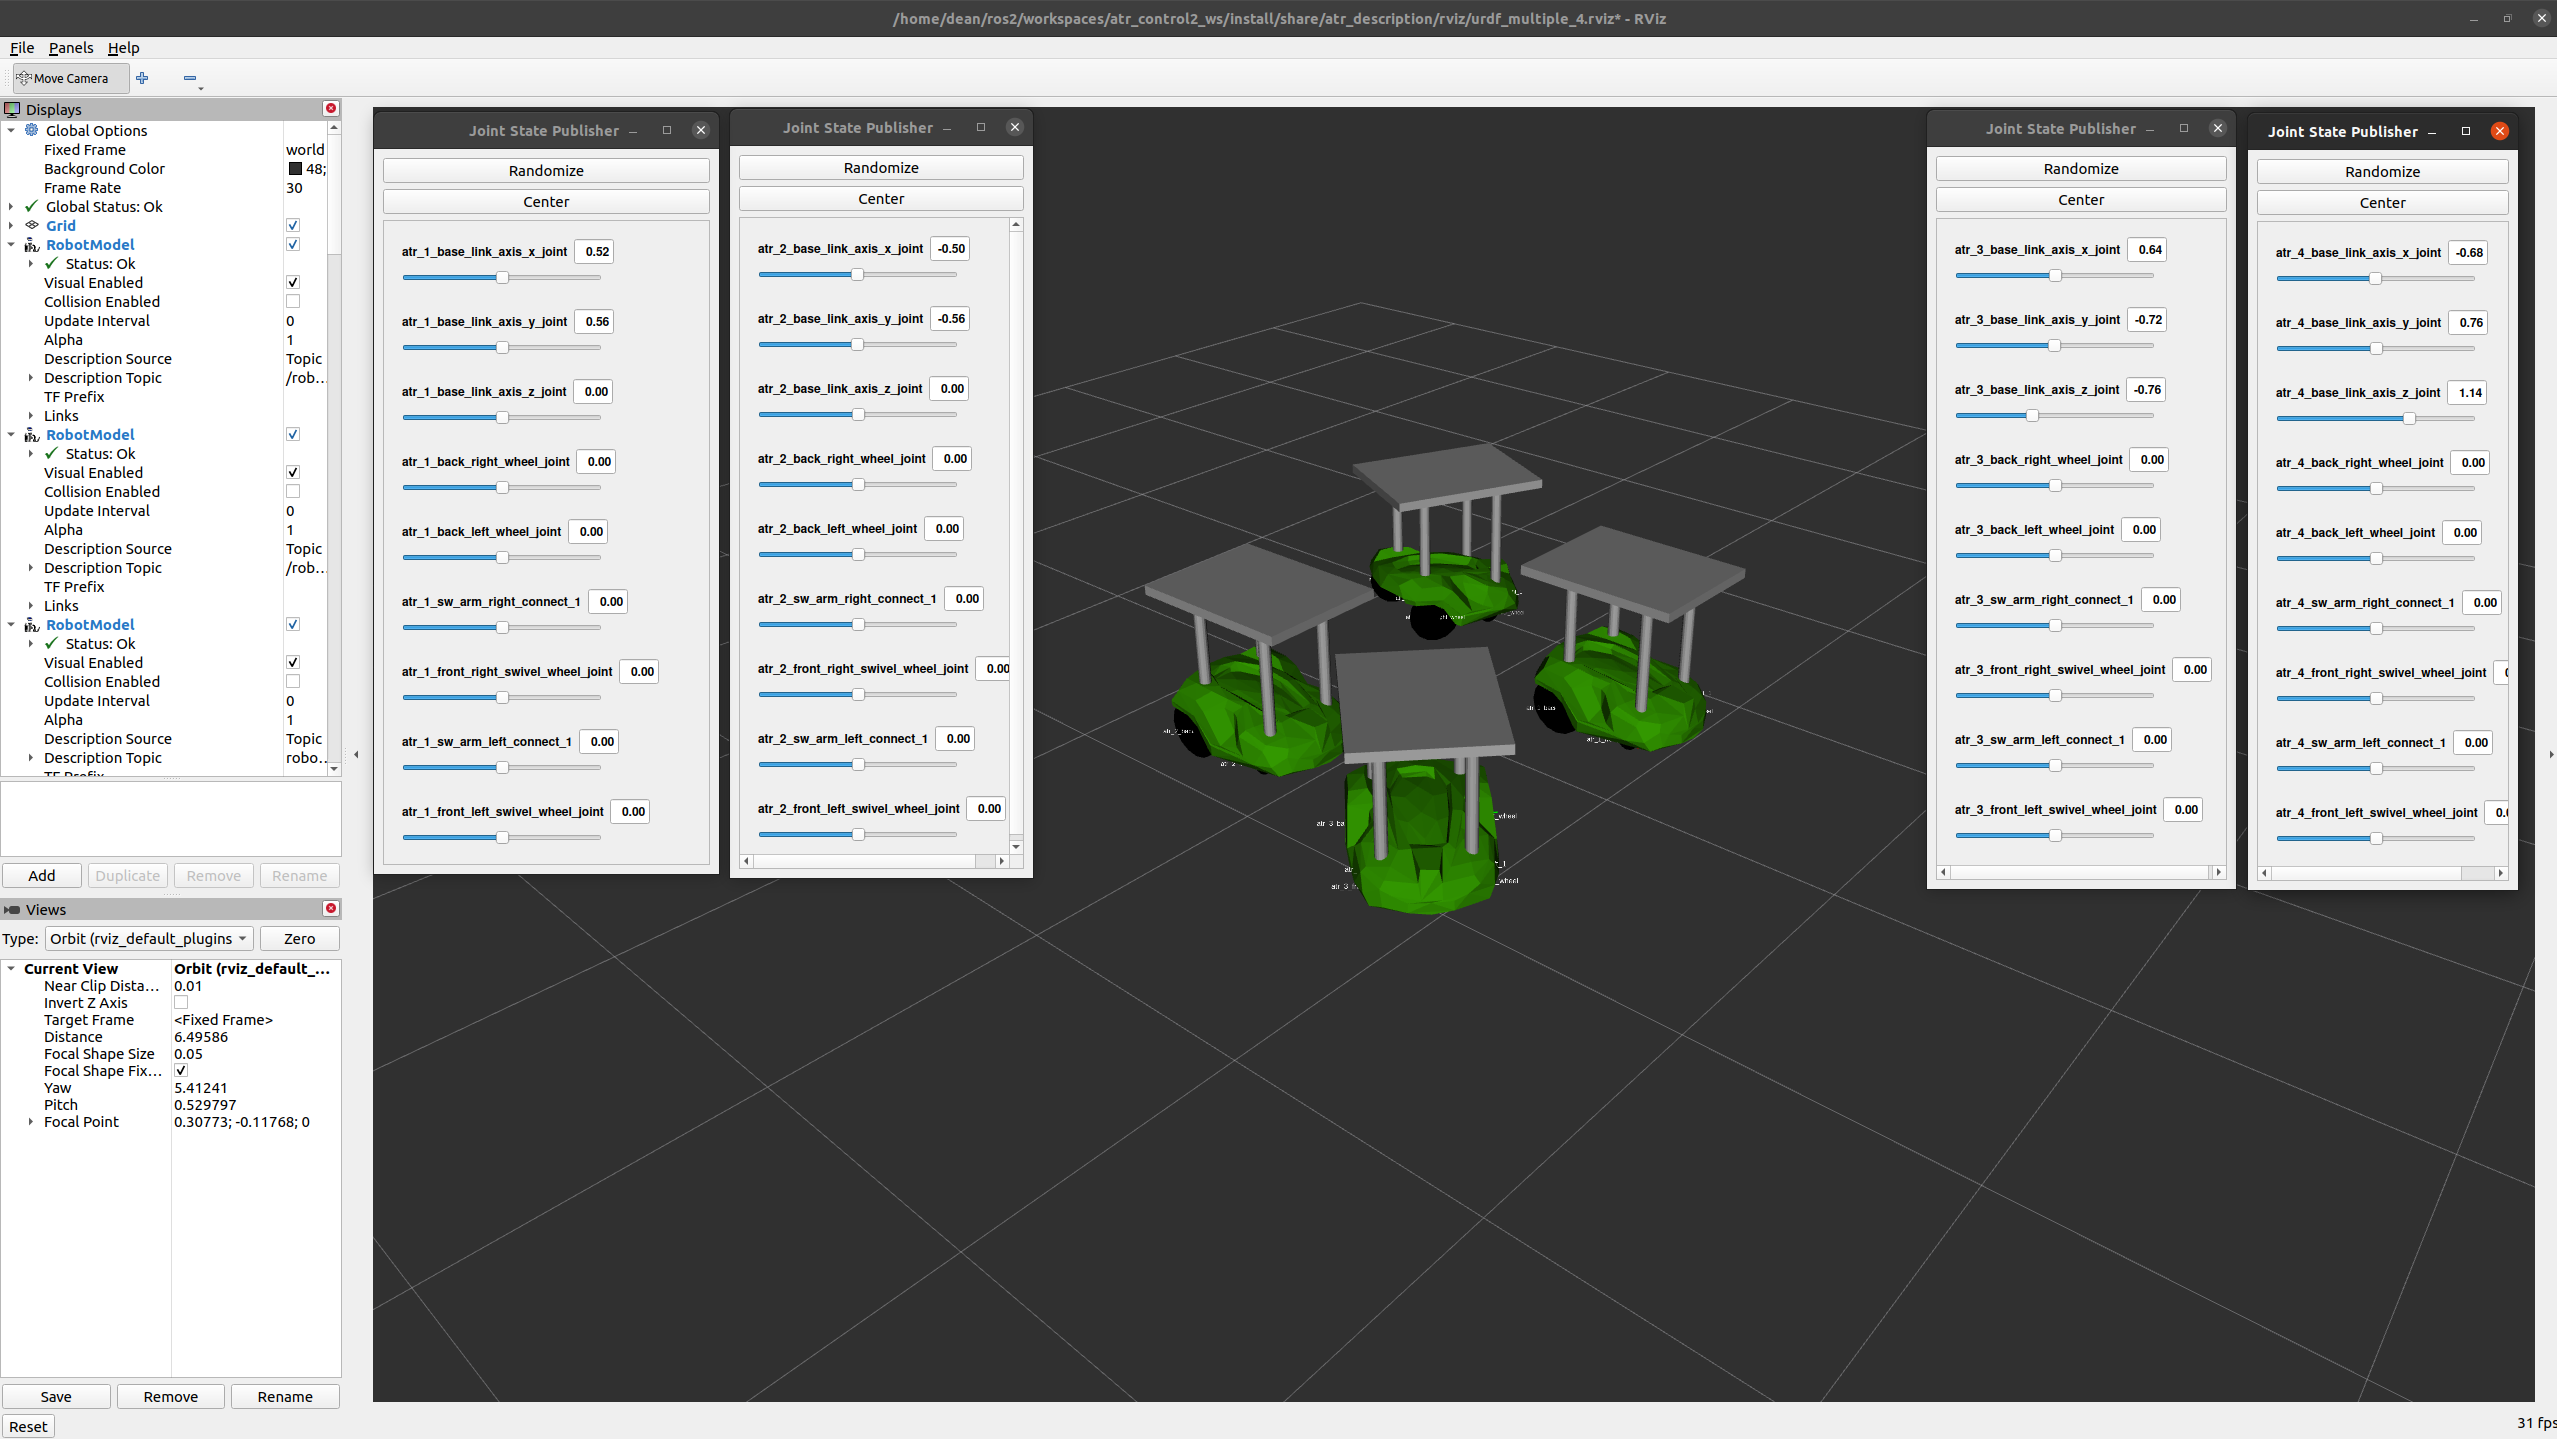 /home/dean/ros2/workspaces/atr_control2_ws/install/share/atr_description/rviz/urdf_multiple_4.rviz* - RViz
File Panels Help
Move Camera
Displays
Global Options
Fixed Frame world
Background Color 48;
Frame Rate 30
Global Status: Ok
Grid
RobotModel
Status: Ok
Visual Enabled
Collision Enabled
Update Interval 0
Alpha 1
Description Source Topic
Description Topic /rob...
TF Prefix
Links
RobotModel
Status: Ok
Visual Enabled
Collision Enabled
Update Interval 0
Alpha 1
Description Source Topic
Description Topic /rob...
TF Prefix
Links
RobotModel
Status: Ok
Visual Enabled
Collision Enabled
Update Interval 0
Alpha 1
Description Source Topic
Description Topic robo...
TF Prefix
Add Duplicate Remove Rename
Views
Type: Orbit (rviz_default_plugins Zero
Current View Orbit (rviz_default_...
Near Clip Dista... 0.01
Invert Z Axis
Target Frame <Fixed Frame>
Distance 6.49586
Focal Shape Size 0.05
Focal Shape Fix...
Yaw 5.41241
Pitch 0.529797
Focal Point 0.30773; -0.11768; 0
Save Remove Rename
Reset
Joint State Publisher
Randomize
Center
atr_1_base_link_axis_x_joint 0.52
atr_1_base_link_axis_y_joint 0.56
atr_1_base_link_axis_z_joint 0.00
atr_1_back_right_wheel_joint 0.00
atr_1_back_left_wheel_joint 0.00
atr_1_sw_arm_right_connect_1 0.00
atr_1_front_right_swivel_wheel_joint 0.00
atr_1_sw_arm_left_connect_1 0.00
atr_1_front_left_swivel_wheel_joint 0.00
Joint State Publisher
Randomize
Center
atr_2_base_link_axis_x_joint -0.50
atr_2_base_link_axis_y_joint -0.56
atr_2_base_link_axis_z_joint 0.00
atr_2_back_right_wheel_joint 0.00
atr_2_back_left_wheel_joint 0.00
atr_2_sw_arm_right_connect_1 0.00
atr_2_front_right_swivel_wheel_joint 0.00
atr_2_sw_arm_left_connect_1 0.00
atr_2_front_left_swivel_wheel_joint 0.00
_wheel
_wheel
Joint State Publisher
Randomize
Center
atr_3_base_link_axis_x_joint 0.64
atr_3_base_link_axis_y_joint -0.72
atr_3_base_link_axis_z_joint -0.76
atr_3_back_right_wheel_joint 0.00
atr_3_back_left_wheel_joint 0.00
atr_3_sw_arm_right_connect_1 0.00
atr_3_front_right_swivel_wheel_joint 0.00
atr_3_sw_arm_left_connect_1 0.00
atr_3_front_left_swivel_wheel_joint 0.00
Joint State Publisher
Randomize
Center
atr_4_base_link_axis_x_joint -0.68
atr_4_base_link_axis_y_joint 0.76
atr_4_base_link_axis_z_joint 1.14
atr_4_back_right_wheel_joint 0.00
atr_4_back_left_wheel_joint 0.00
atr_4_sw_arm_right_connect_1 0.00
atr_4_front_right_swivel_wheel_joint
atr_4_sw_arm_left_connect_1 0.00
atr_4_front_left_swivel_wheel_joint 0.0
31 fps